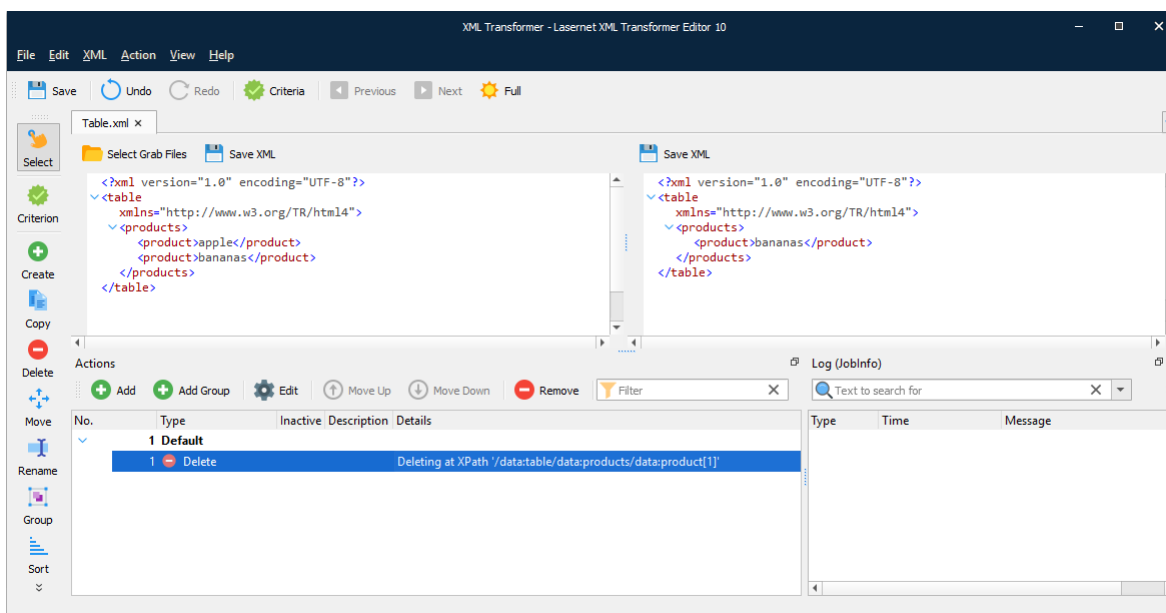 XML Transformer - Lasernet XML Transformer Editor 10
File Edit XML Action View Help
Save Undo Redo Criteria Previous Next Full
Table.xml
Select
Criterion
Create
Copy
Delete
Move
Rename
Group
Sort
Select Grab Files Save XML
<?xml version="1.0" encoding="UTF-8"?>
<table
xmlns="http://www.w3.org/TR/html4">
<products>
<product>apple</product>
<product>bananas</product>
</products>
</table>
Save XML
<?xml version="1.0" encoding="UTF-8"?>
<table
xmlns="http://www.w3.org/TR/html4">
<products>
<product>bananas</product>
</products>
</table>
Actions
Add Add Group Edit Move Up Move Down Remove Filter
No. Type Inactive Description Details
1 Default
1 Delete Deleting at XPath '/data:table/data:products/data:product[1]'
Log (JobInfo)
Text to search for
Type Time Message